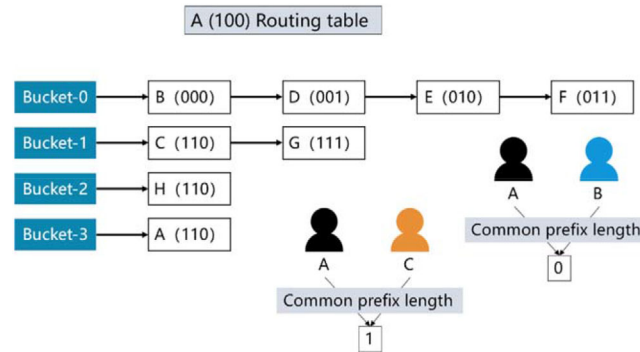 A (100) Routing table
Bucket-0 B (000) D (001) E (010) F (011)
Bucket-1 C (110) G (111)
Bucket-2 H (110)
Bucket-3 A (110)
A B
Common prefix length
0
A C
Common prefix length
1